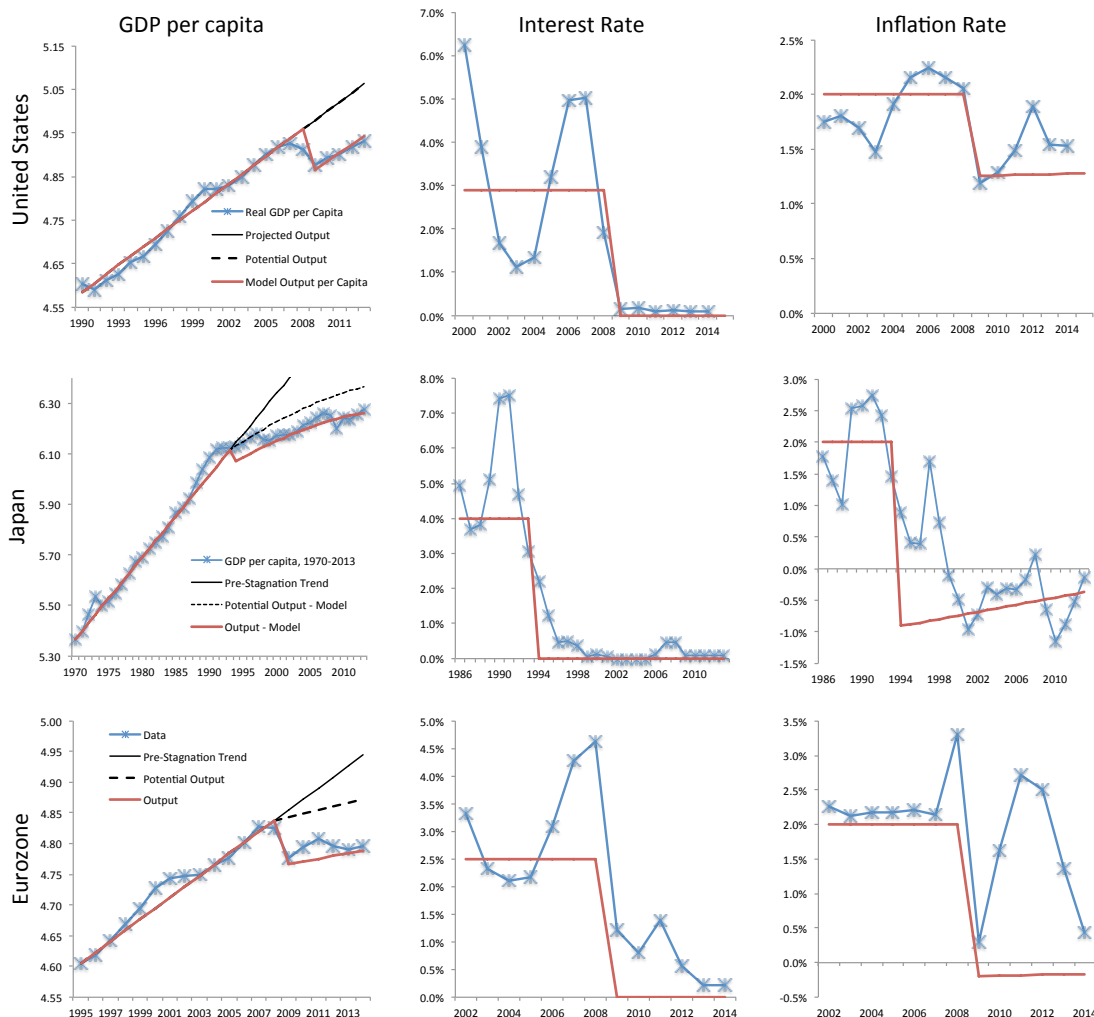 GDP per capita
Interest Rate
Inflation Rate
United States
5.15
5.05
4.95
4.85
4.75
4.65
4.55
Real GDP per Capita
Projected Output
Potential Output
Model Output per Capita
1990 1993 1996 1999 2002 2005 2008 2011
7.0%
6.0%
5.0%
4.0%
3.0%
2.0%
1.0%
0.0%
2000 2002 2004 2006 2008 2010 2012 2014
2.5%
2.0%
1.5%
1.0%
0.5%
0.0%
2000 2002 2004 2006 2008 2010 2012 2014
Japan
6.30
6.10
5.90
5.70
5.50
5.30
GDP per capita, 1970-2013
Pre-Stagnation Trend
Potential Output - Model
Output - Model
1970 1975 1980 1985 1990 1995 2000 2005 2010
8.0%
7.0%
6.0%
5.0%
4.0%
3.0%
2.0%
1.0%
0.0%
1986 1990 1994 1998 2002 2006 2010
3.0%
2.5%
2.0%
1.5%
1.0%
0.5%
0.0%
-0.5%
-1.0%
-1.5%
1986 1990 1994 1998 2002 2006 2010
Eurozone
5.00
4.95
4.90
4.85
4.80
4.75
4.70
4.65
4.60
4.55
Data
Pre-Stagnation Trend
Potential Output
Output
1995 1997 1999 2001 2003 2005 2007 2009 2011 2013
5.0%
4.5%
4.0%
3.5%
3.0%
2.5%
2.0%
1.5%
1.0%
0.5%
0.0%
2002 2004 2006 2008 2010 2012 2014
3.5%
3.0%
2.5%
2.0%
1.5%
1.0%
0.5%
0.0%
-0.5%
2002 2004 2006 2008 2010 2012 2014